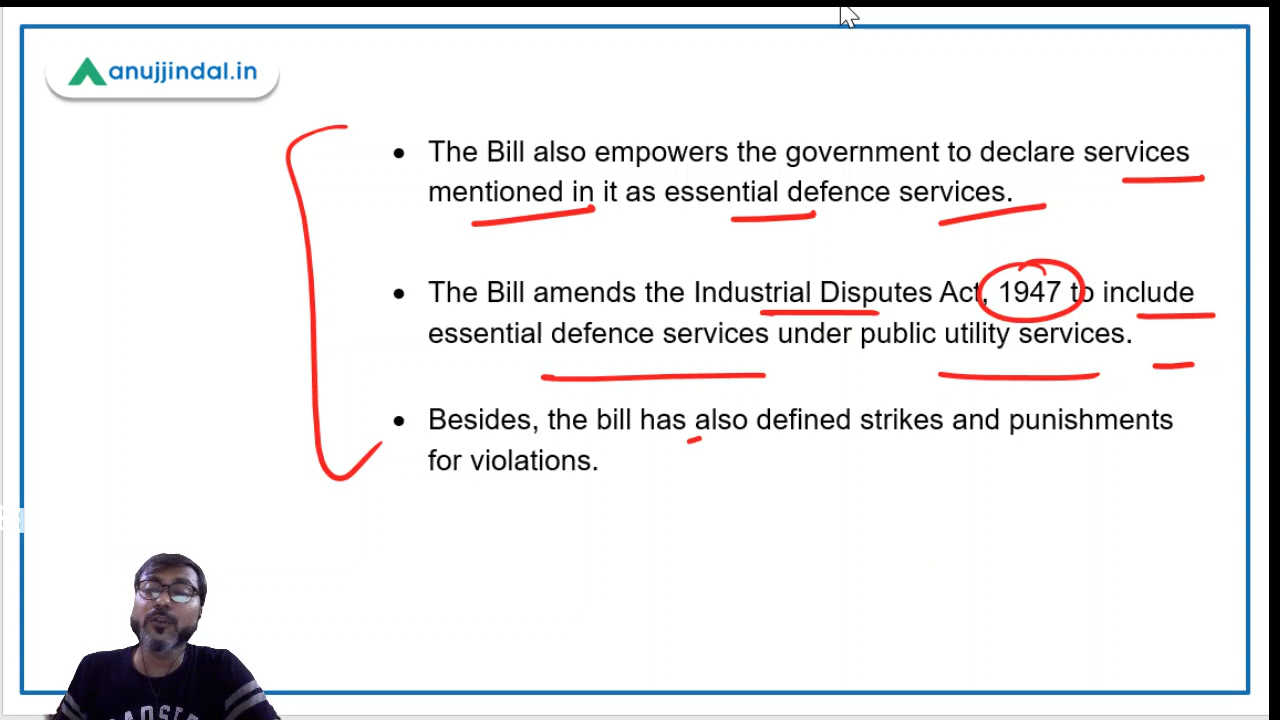 anujjindal.in
The Bill also empowers the government to declare services
mentioned in it as essential defence services.
The Bill amends the Industrial Disputes Act, 1947 to include
essential defence services under public utility services.
Besides, the bill has also defined strikes and punishments
for violations.